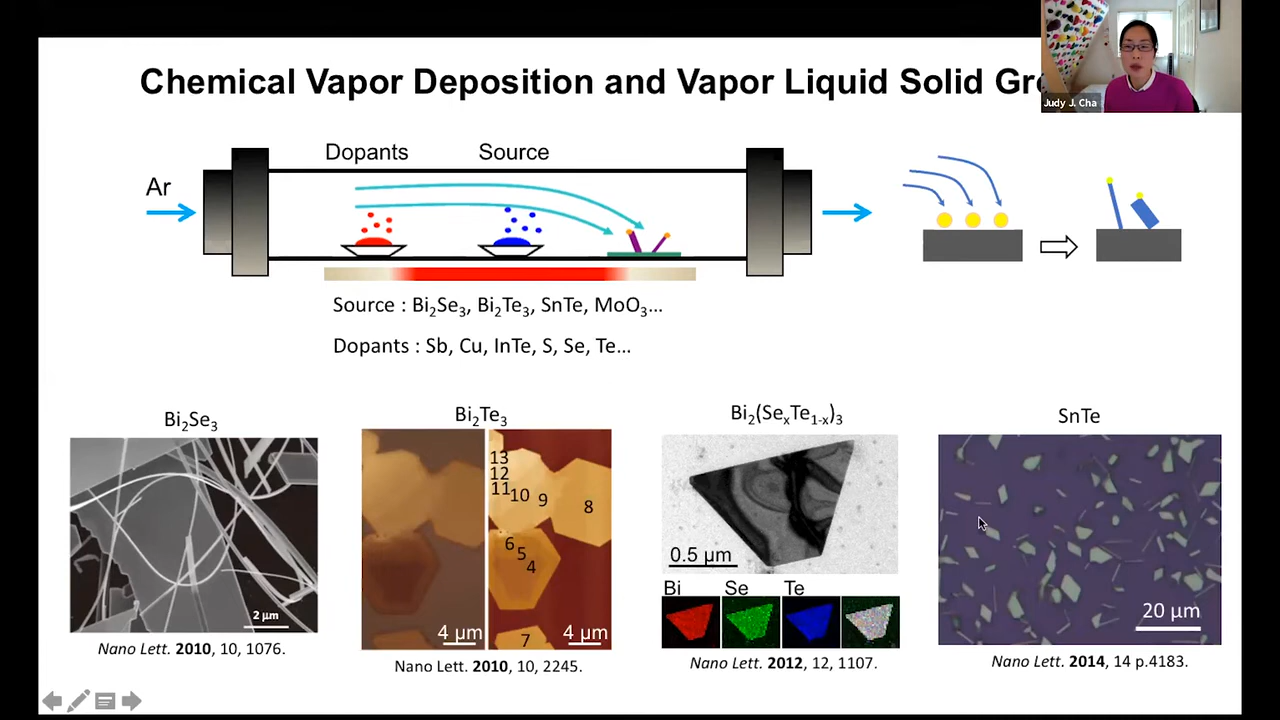 Chemical Vapor Deposition and Vapor Liquid Solid
Judy J. Cha
Dopants Source
Ar
Source : Bi₂Se₃, Bi₂Te₃, SnTe, MoO₃...
Dopants : Sb, Cu, InTe, S, Se, Te...
Bi₂Se₃
2 µm
Nano Lett. 2010, 10, 1076.
Bi₂Te₃
13
12
11 10 9 8
6 5 4
7
4 µm 4 µm
Nano Lett. 2010, 10, 2245.
Bi₂(SeₓTe₁₋ₓ)₃
0.5 µm
Bi Se Te
Nano Lett. 2012, 12, 1107.
SnTe
20 µm
Nano Lett. 2014, 14 p.4183.